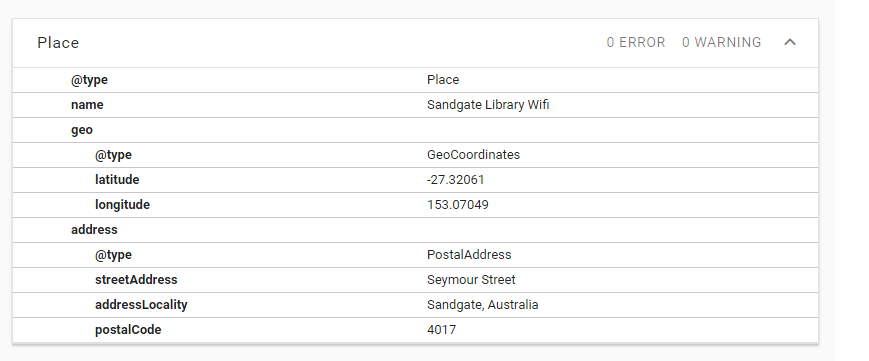 Place 0 ERROR 0 WARNING
@type Place
name Sandgate Library Wifi
geo
@type GeoCoordinates
latitude -27.32061
longitude 153.07049
address
@type PostalAddress
streetAddress Seymour Street
addressLocality Sandgate, Australia
postalCode 4017